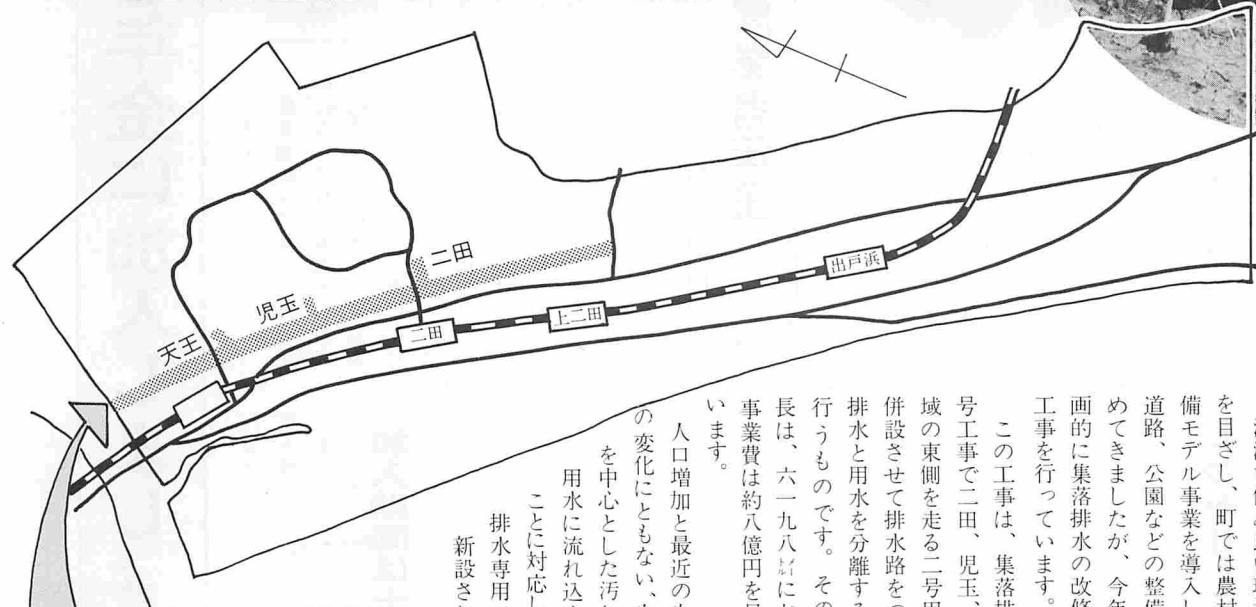 を目ざし、町では農村
備モデル事業を導入し
道路、公園などの整備
めてきましたが、今年
画的に集落排水の改修
工事を行っています。
この工事は、集落排
号工事で二田、児玉、
域の東側を走る二号用
併設させて排水路をつ
排水と用水を分離する
行うものです。その
長は、六一九八㍍にお
事業費は約八億円を見
います。
人口増加と最近の生
の変化にともない、
を中心とした汚
用水に流れ込
ことに対応し
排水専用
新設さ
天王
児玉
二田
二田
上二田
出戸浜